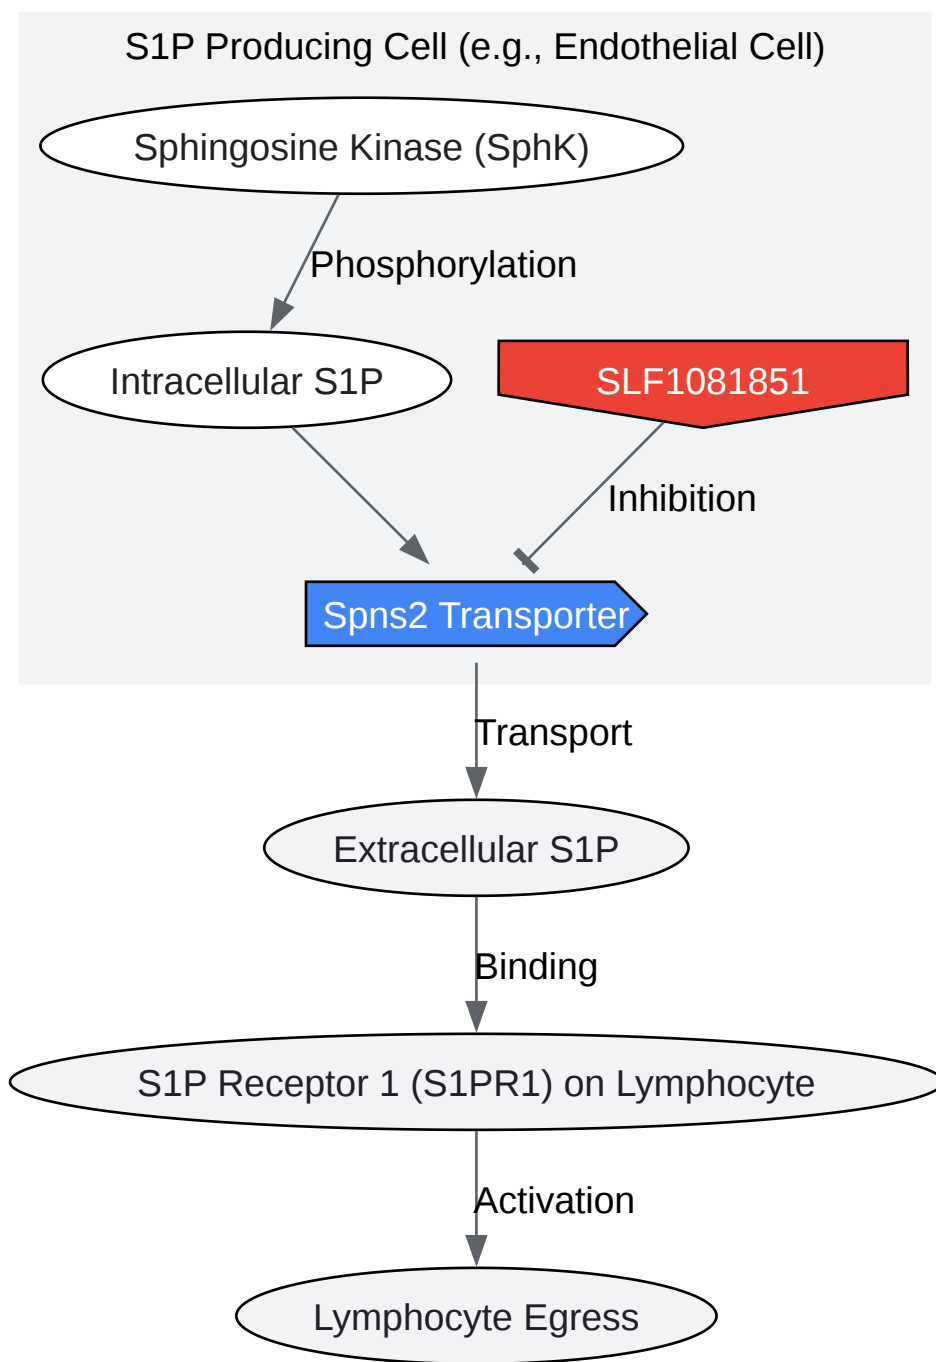 S1P Producing Cell (e.g., Endothelial Cell)
Sphingosine Kinase (SphK)
Phosphorylation
Intracellular S1P
SLF1081851
Inhibition
Spns2 Transporter
Transport
Extracellular S1P
Binding
S1P Receptor 1 (S1PR1) on Lymphocyte
Activation
Lymphocyte Egress